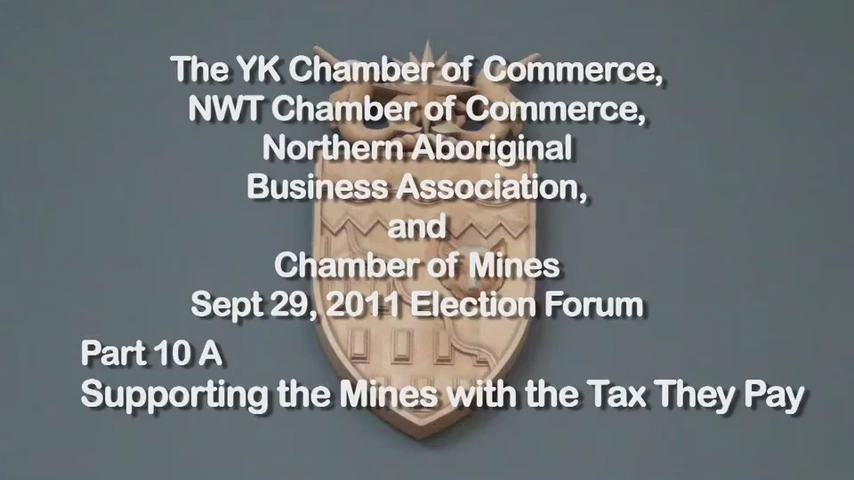 The YK Chamber of Commerce,
NWT Chamber of Commerce,
Northern Aboriginal
Business Association,
and
Chamber of Mines
Sept 29, 2011 Election Forum
Part 10 A
Supporting the Mines with the Tax They Pay